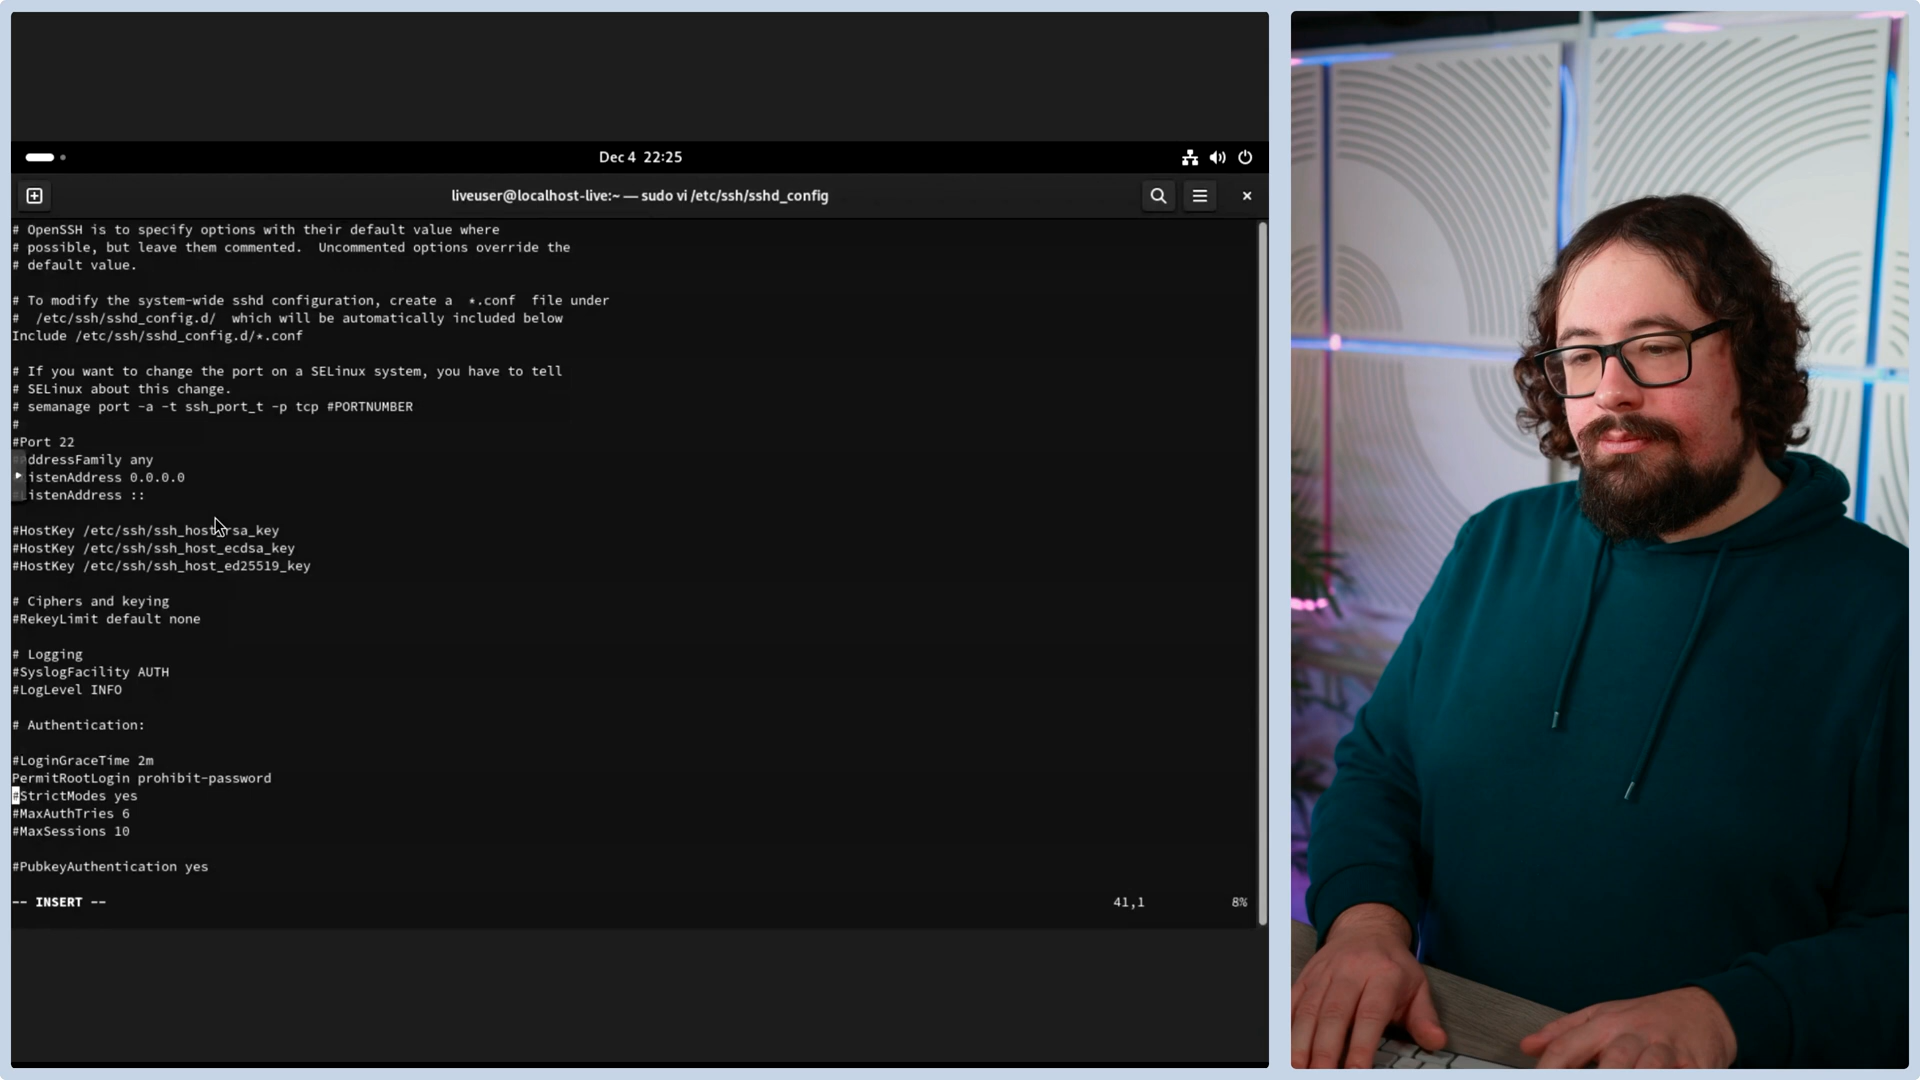 Dec 4 22:25
liveuser@localhost-live:~ — sudo vi /etc/ssh/sshd_config
# OpenSSH is to specify options with their default value where
# possible, but leave them commented.  Uncommented options override the
# default value.
# To modify the system-wide sshd configuration, create a  *.conf  file under
#  /etc/ssh/sshd_config.d/  which will be automatically included below
Include /etc/ssh/sshd_config.d/*.conf
# If you want to change the port on a SELinux system, you have to tell
# SELinux about this change.
# semanage port -a -t ssh_port_t -p tcp #PORTNUMBER
#
#Port 22
#AddressFamily any
ListenAddress 0.0.0.0
#ListenAddress ::
#HostKey /etc/ssh/ssh_host_rsa_key
#HostKey /etc/ssh/ssh_host_ecdsa_key
#HostKey /etc/ssh/ssh_host_ed25519_key
# Ciphers and keying
#RekeyLimit default none
# Logging
#SyslogFacility AUTH
#LogLevel INFO
# Authentication:
#LoginGraceTime 2m
PermitRootLogin prohibit-password
#StrictModes yes
#MaxAuthTries 6
#MaxSessions 10
#PubkeyAuthentication yes
-- INSERT --
41,1
8%